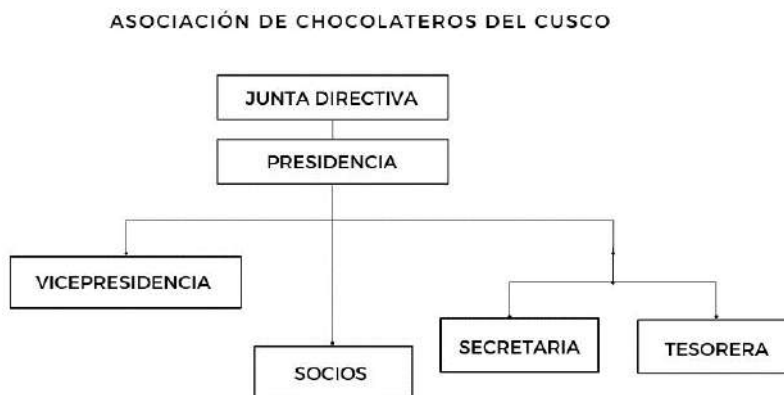 ASOCIACIÓN DE CHOCOLATEROS DEL CUSCO
JUNTA DIRECTIVA
PRESIDENCIA
VICEPRESIDENCIA
SECRETARIA
TESORERA
SOCIOS